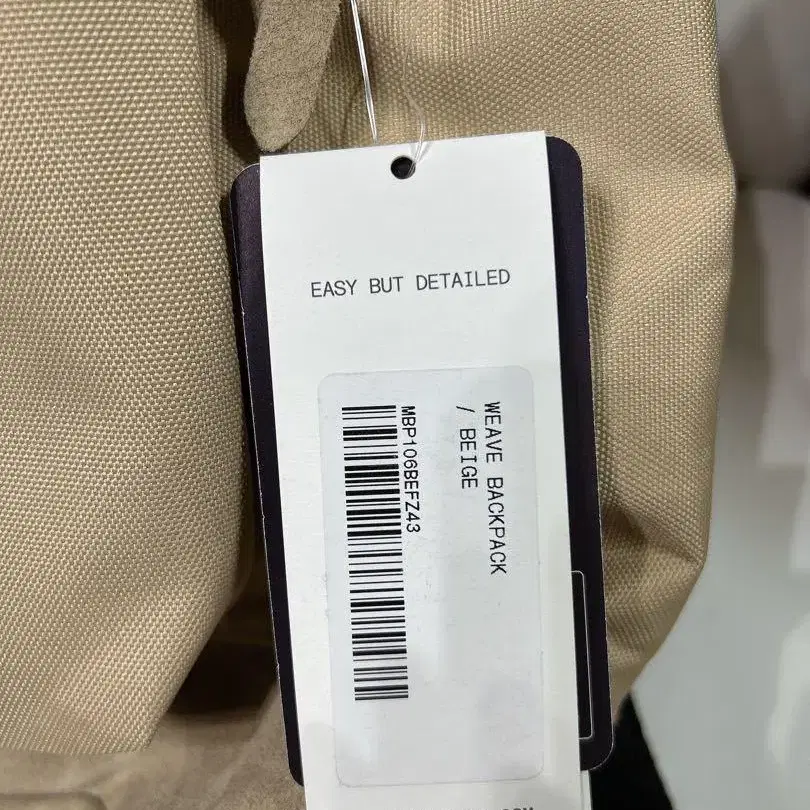 EASY BUT DETAILED
WEAVE BACKPACK
/ BEIGE
MBP106BEFZ43